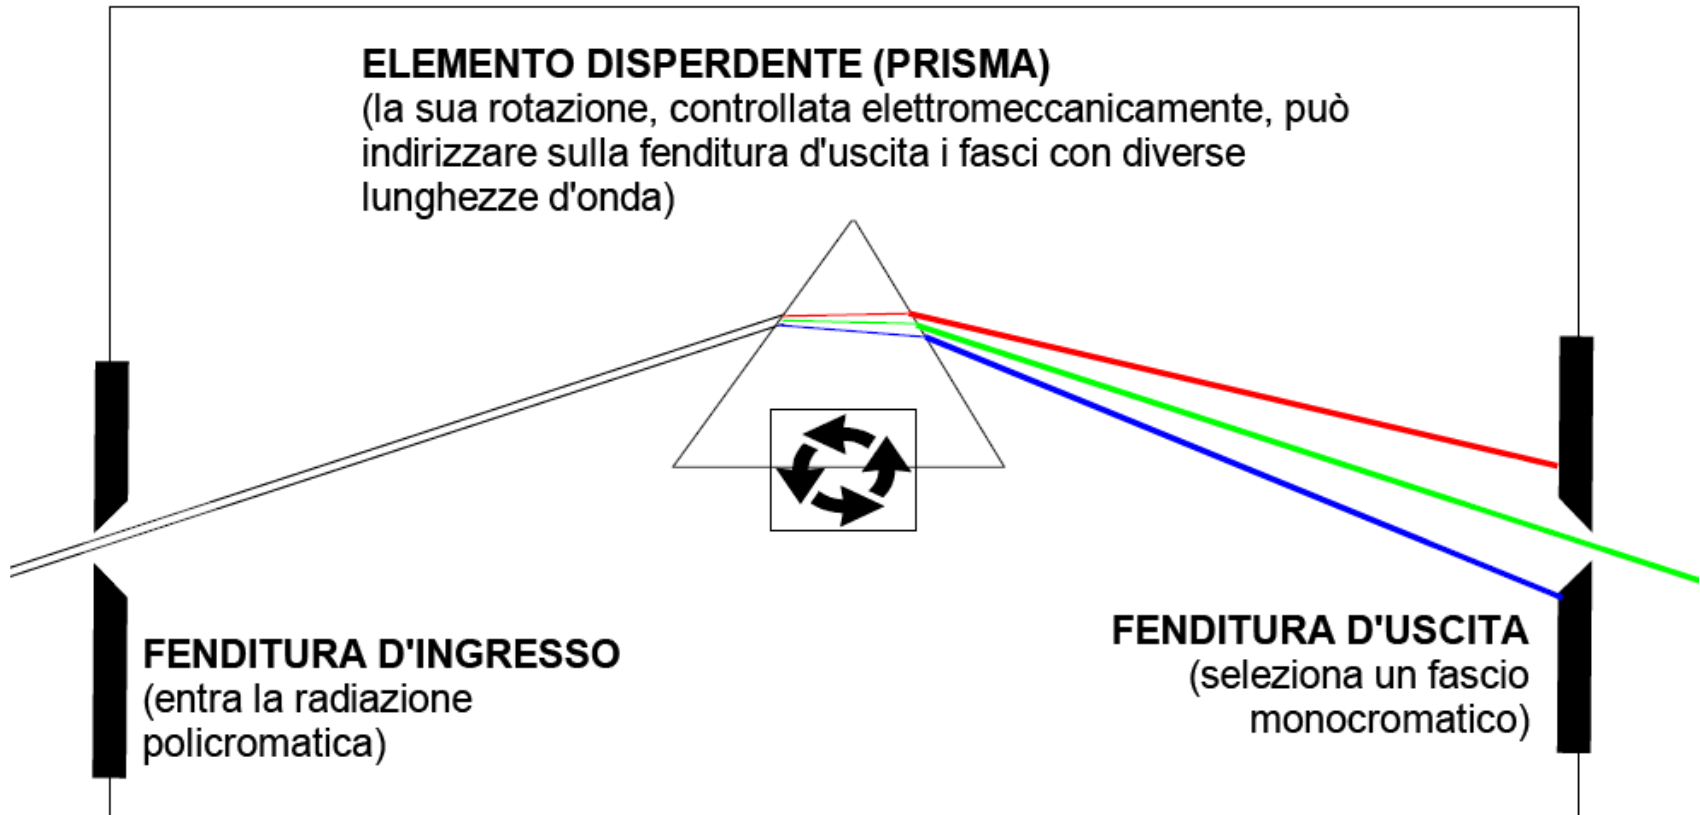 ELEMENTO DISPERDENTE (PRISMA)
(la sua rotazione, controllata elettromeccanicamente, può
indirizzare sulla fenditura d'uscita i fasci con diverse
lunghezze d'onda)
FENDITURA D'INGRESSO
(entra la radiazione
policromatica)
FENDITURA D'USCITA
(seleziona un fascio
monocromatico)